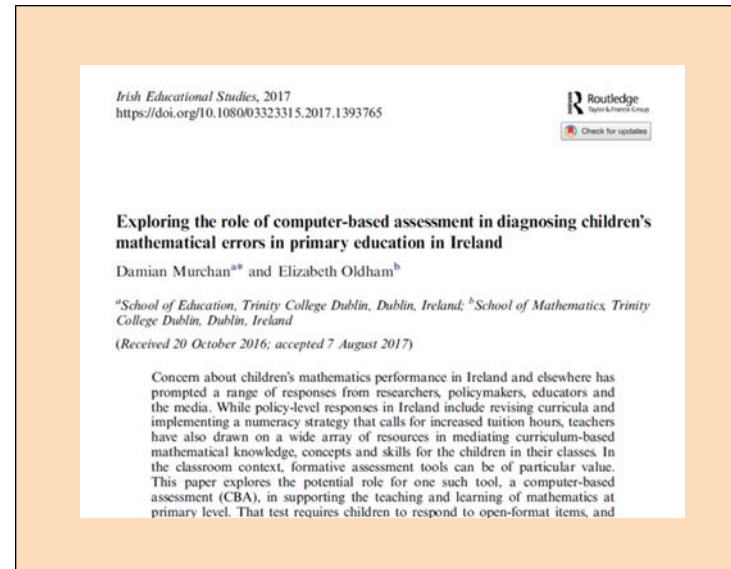 Irish Educational Studies, 2017
https://doi.org/10.1080/03323315.2017.1393765
Routledge
Taylor & Francis Group
Check for updates
Exploring the role of computer-based assessment in diagnosing children's
mathematical errors in primary education in Ireland
Damian Murchana* and Elizabeth Oldhamb
aSchool of Education, Trinity College Dublin, Dublin, Ireland; bSchool of Mathematics, Trinity
College Dublin, Dublin, Ireland
(Received 20 October 2016; accepted 7 August 2017)
Concern about children's mathematics performance in Ireland and elsewhere has
prompted a range of responses from researchers, policymakers, educators and
the media. While policy-level responses in Ireland include revising curricula and
implementing a numeracy strategy that calls for increased tuition hours, teachers
have also drawn on a wide array of resources in mediating curriculum-based
mathematical knowledge, concepts and skills for the children in their classes. In
the classroom context, formative assessment tools can be of particular value.
This paper explores the potential role for one such tool, a computer-based
assessment (CBA), in supporting the teaching and learning of mathematics at
primary level. That test requires children to respond to open-format items, and